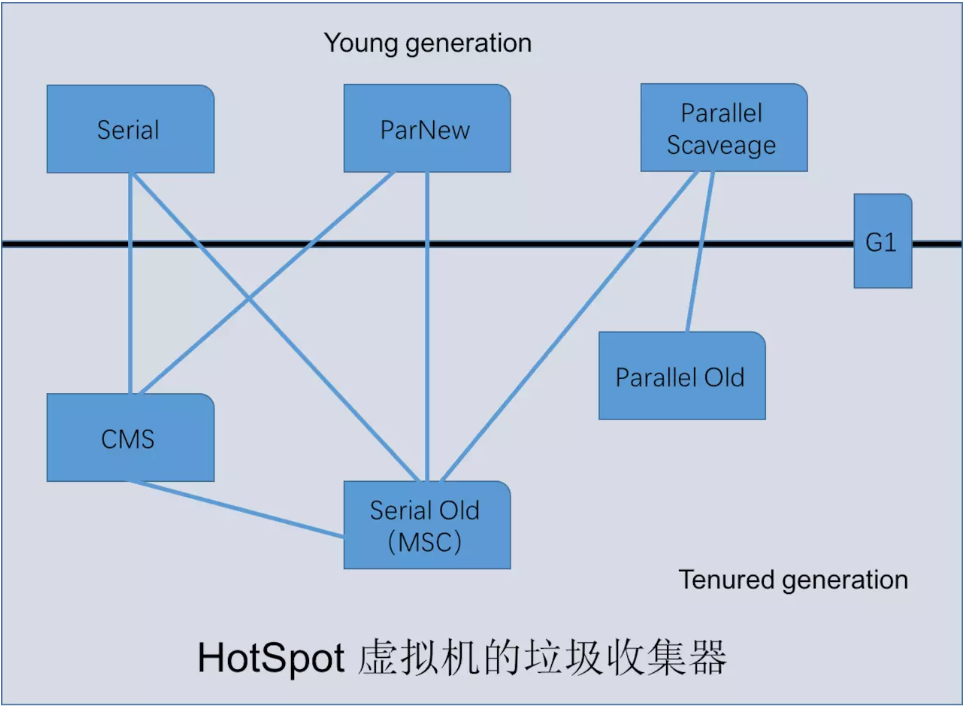 Young generation
Serial
ParNew
Parallel
Scaveage
G1
Parallel Old
CMS
Serial Old
（MSC）
Tenured generation
HotSpot 虚拟机的垃圾收集器